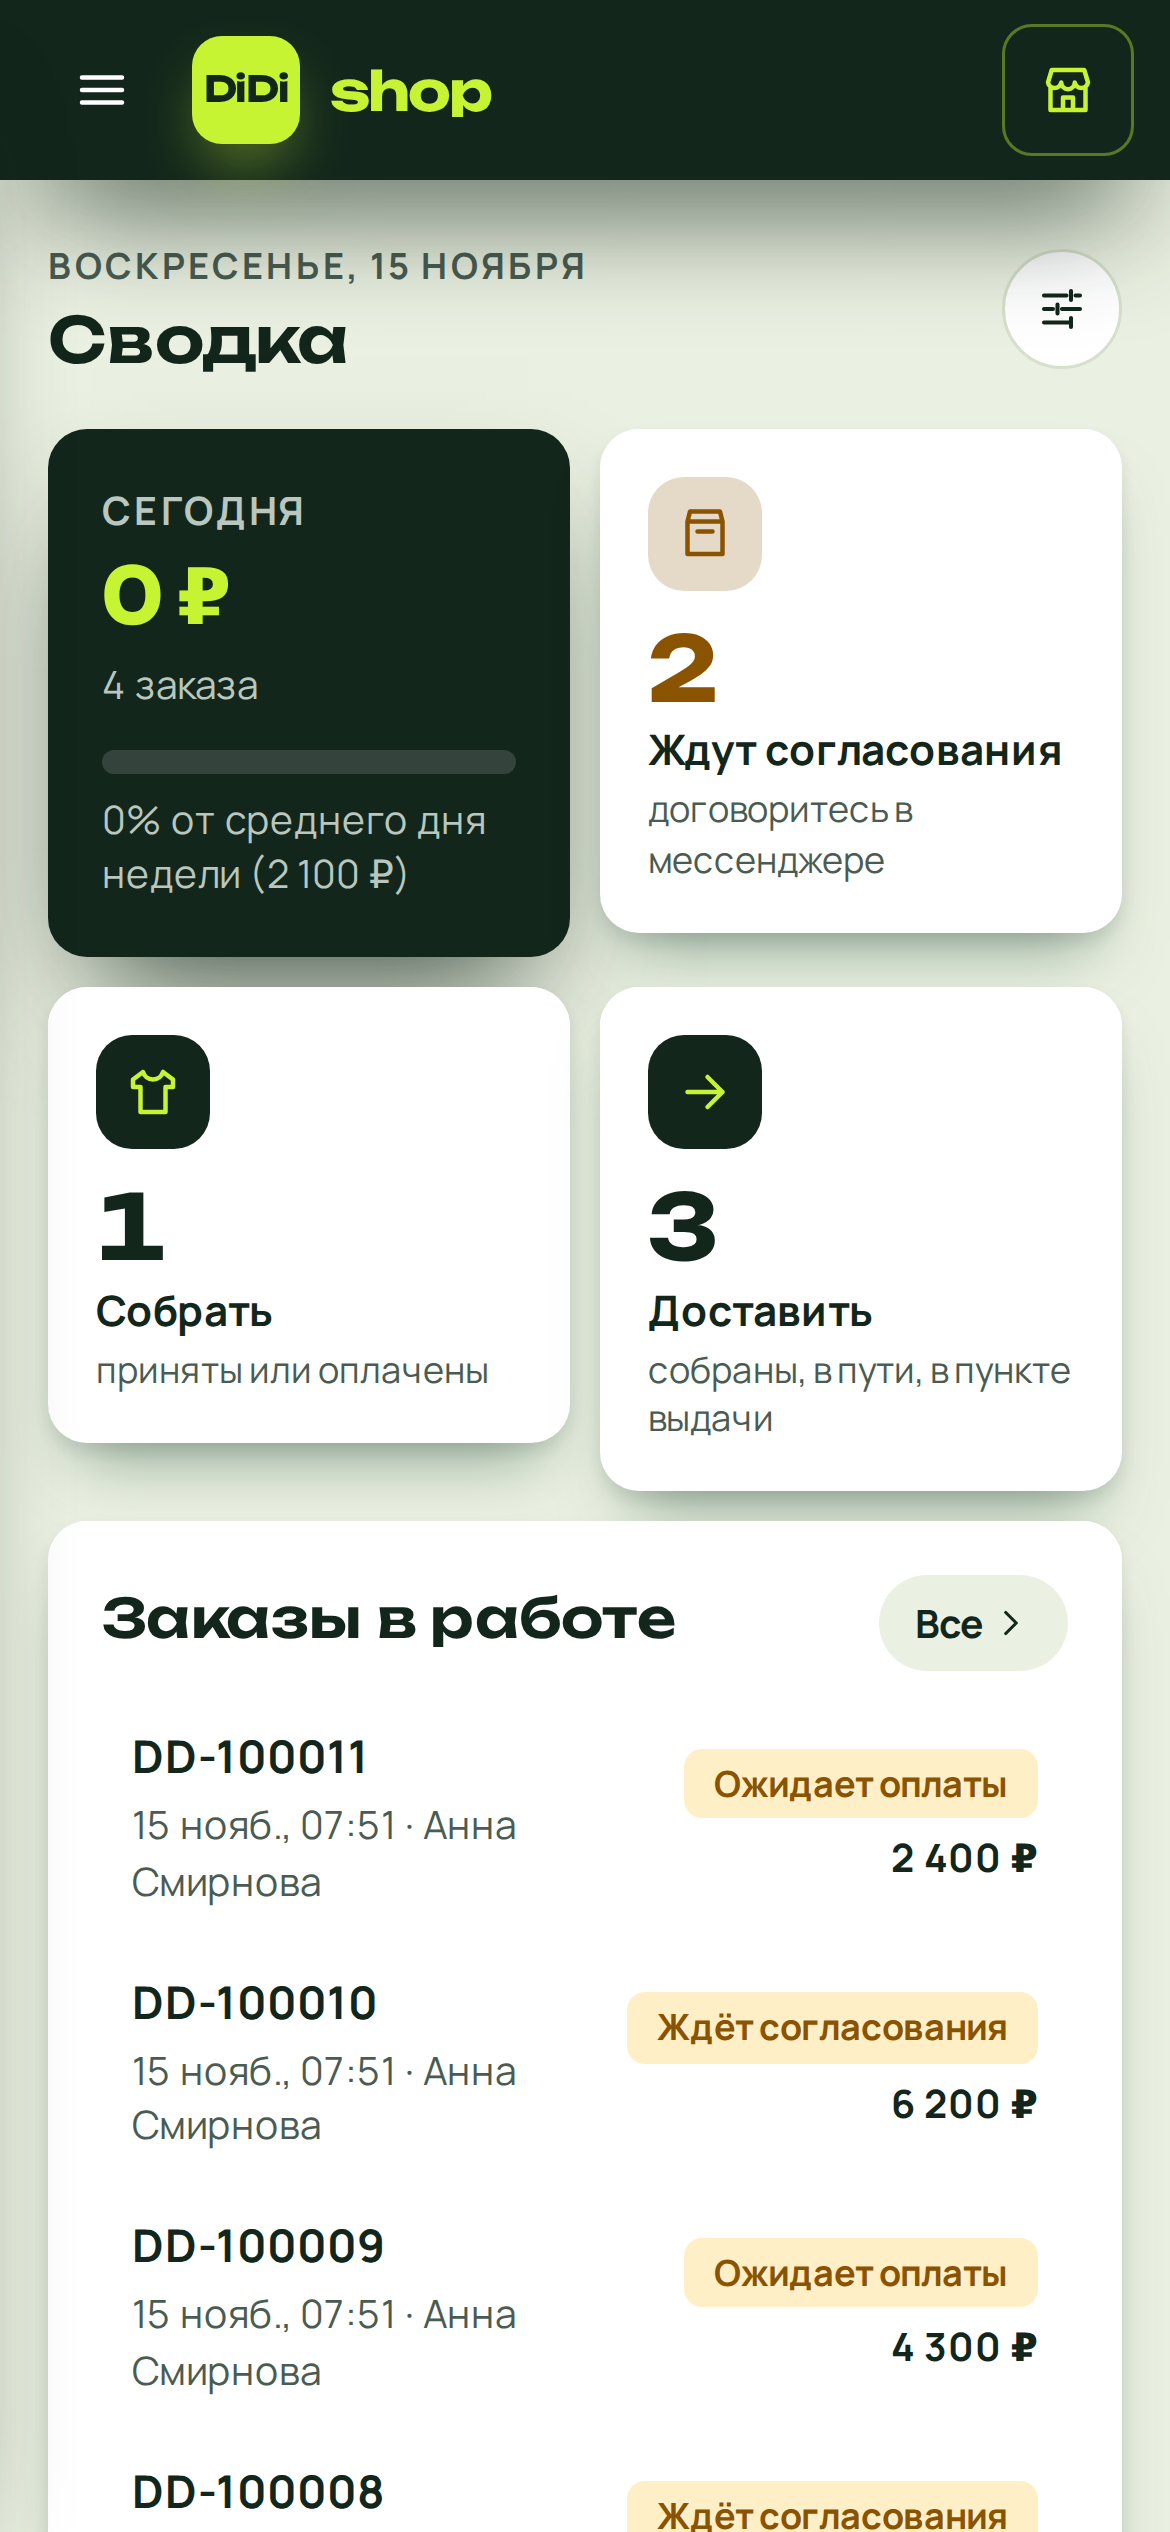 DiDi shop
ВОСКРЕСЕНЬЕ, 15 НОЯБРЯ
Сводка
СЕГОДНЯ
0 ₽
4 заказа
0% от среднего дня
недели (2 100 ₽)
2
Ждут согласования
договоритесь в
мессенджере
1
Собрать
приняты или оплачены
3
Доставить
собраны, в пути, в пункте
выдачи
Заказы в работе
Все
DD-100011
15 нояб., 07:51 · Анна
Смирнова
Ожидает оплаты
2 400 ₽
DD-100010
15 нояб., 07:51 · Анна
Смирнова
Ждёт согласования
6 200 ₽
DD-100009
15 нояб., 07:51 · Анна
Смирнова
Ожидает оплаты
4 300 ₽
DD-100008
Ждёт согласования